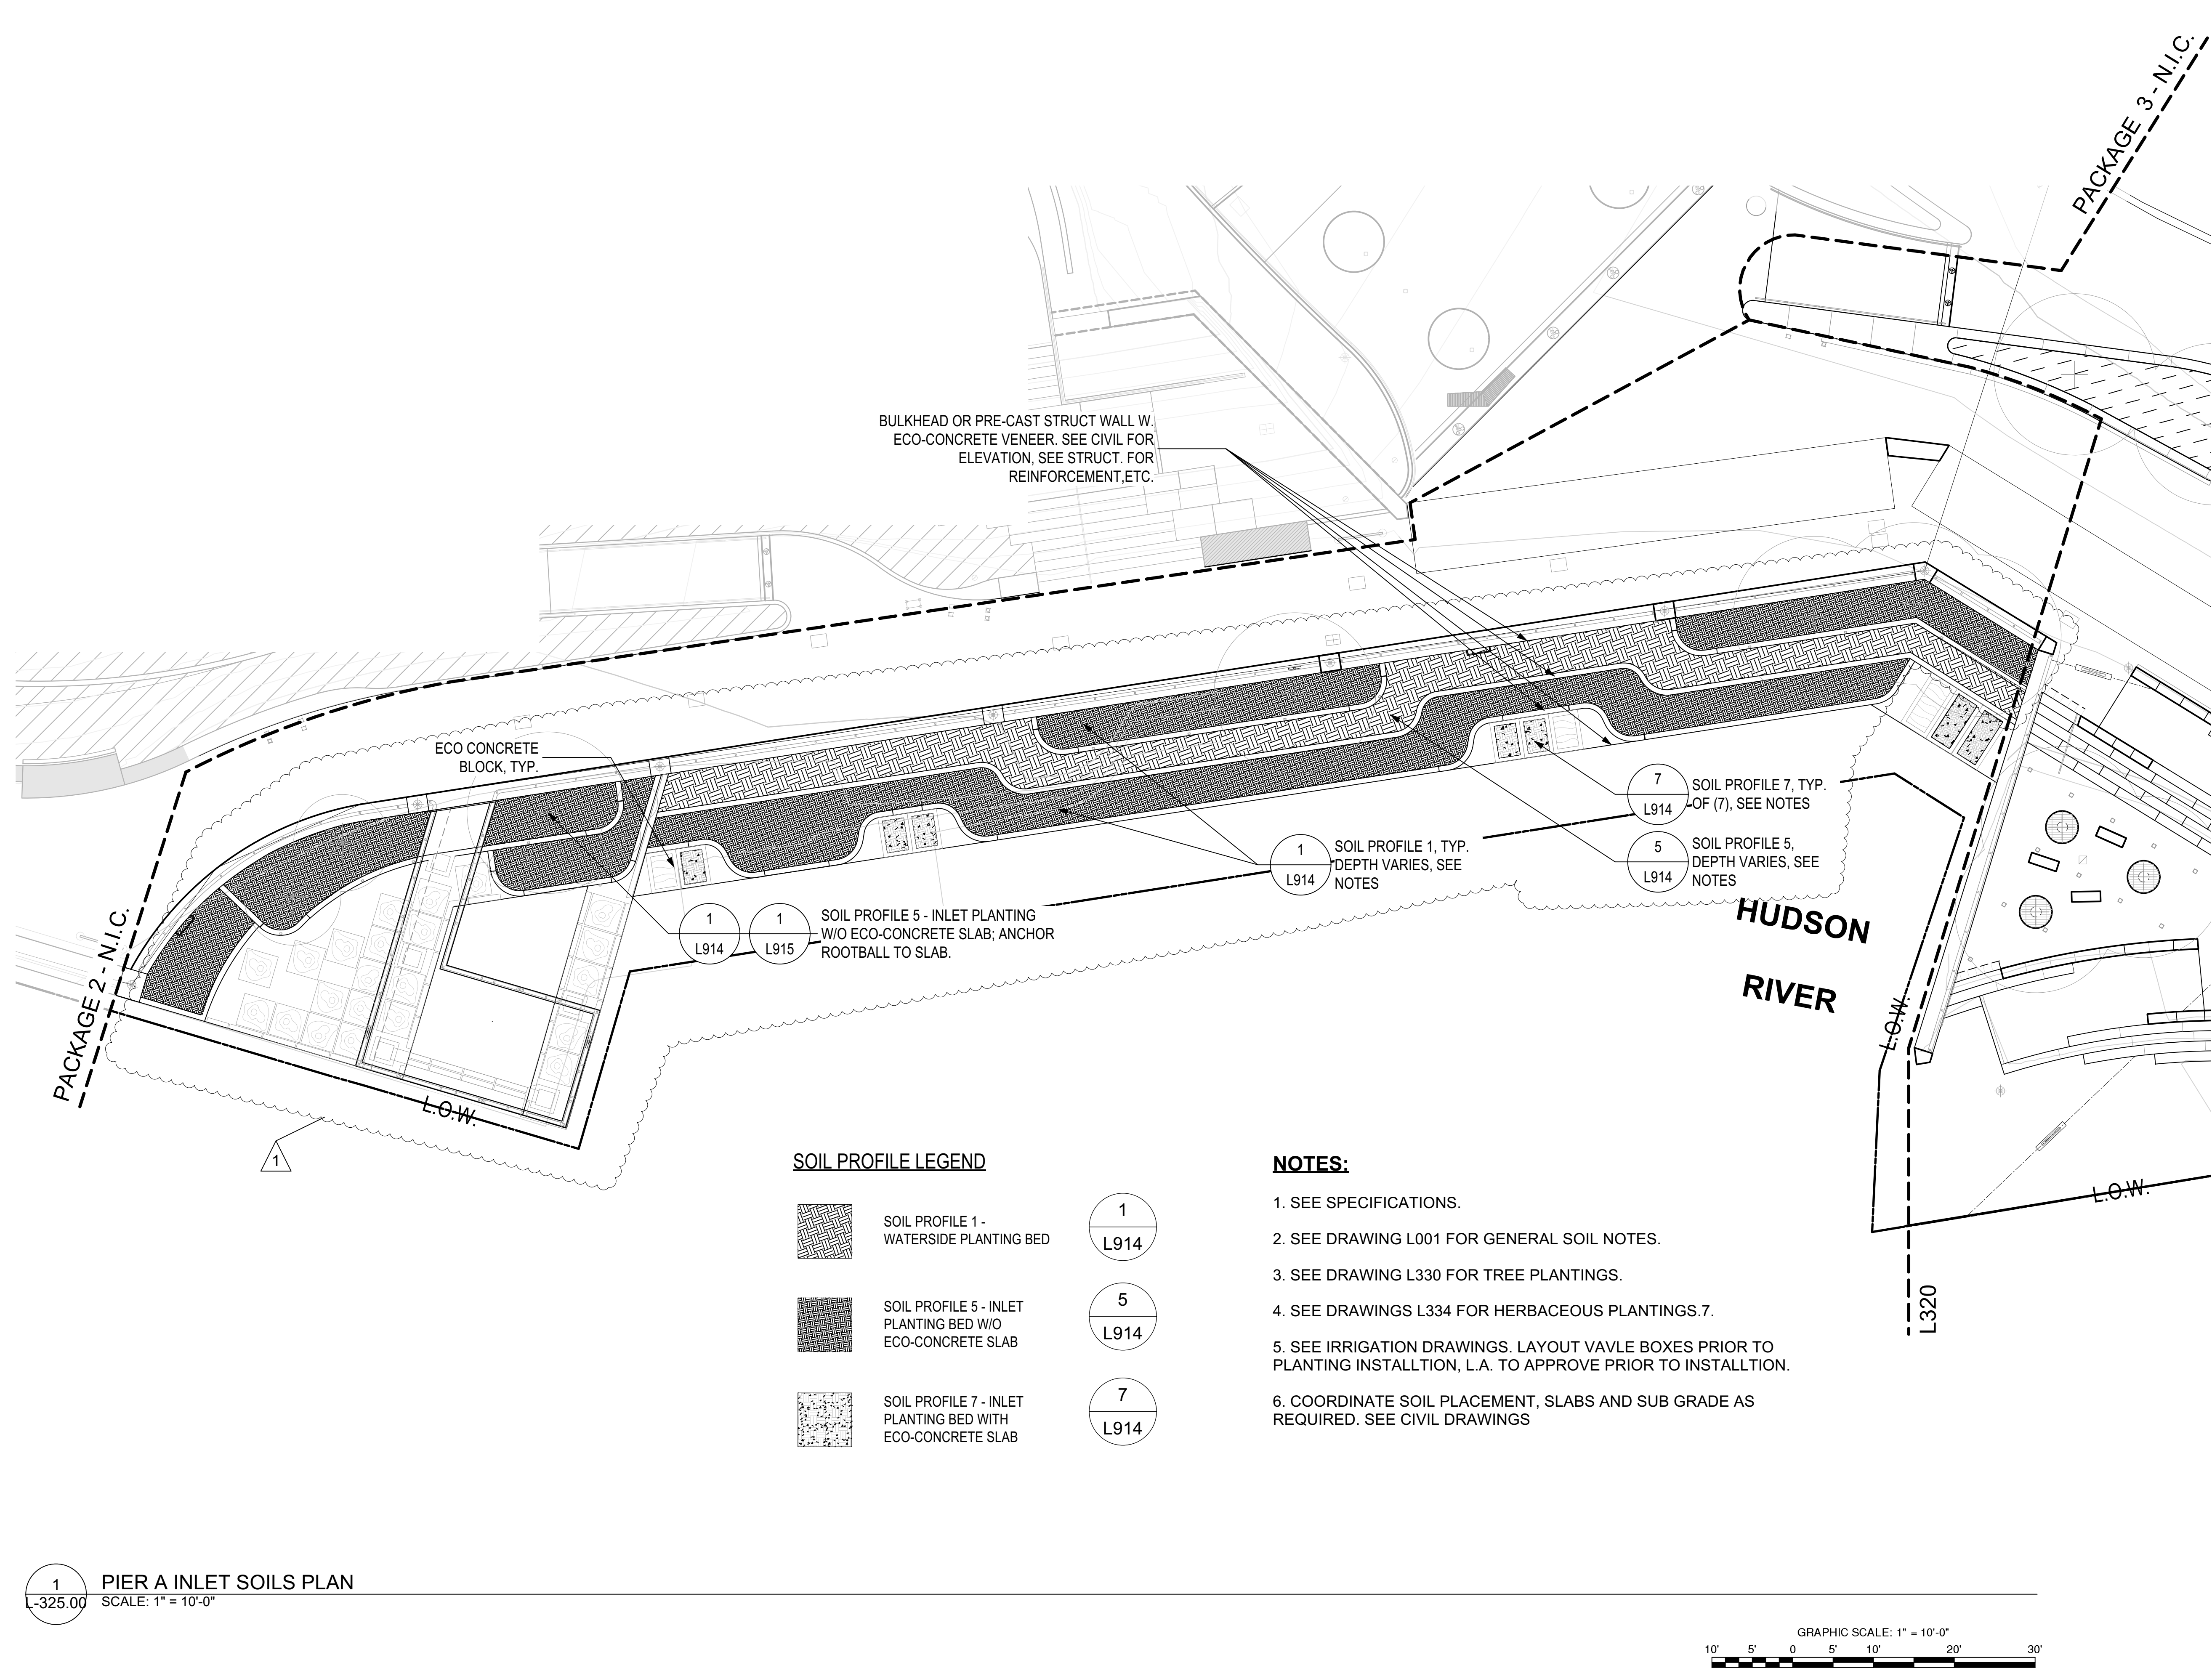 PACKAGE 3 - N.I.C.
BULKHEAD OR PRE-CAST STRUCT WALL W.
ECO-CONCRETE VENEER. SEE CIVIL FOR
ELEVATION, SEE STRUCT. FOR
REINFORCEMENT,ETC.
ECO CONCRETE
BLOCK, TYP.
7
L914
SOIL PROFILE 7, TYP.
OF (7), SEE NOTES
1
L914
SOIL PROFILE 1, TYP.
DEPTH VARIES, SEE
NOTES
5
L914
SOIL PROFILE 5,
DEPTH VARIES, SEE
NOTES
1
L914
1
L915
SOIL PROFILE 5 - INLET PLANTING
W/O ECO-CONCRETE SLAB; ANCHOR
ROOTBALL TO SLAB.
HUDSON
RIVER
PACKAGE 2 - N.I.C.
L.O.W.
L.O.W.
L.O.W.
L320
1
SOIL PROFILE LEGEND
SOIL PROFILE 1 -
WATERSIDE PLANTING BED
1
L914
SOIL PROFILE 5 - INLET
PLANTING BED W/O
ECO-CONCRETE SLAB
5
L914
SOIL PROFILE 7 - INLET
PLANTING BED WITH
ECO-CONCRETE SLAB
7
L914
NOTES:
1. SEE SPECIFICATIONS.
2. SEE DRAWING L001 FOR GENERAL SOIL NOTES.
3. SEE DRAWING L330 FOR TREE PLANTINGS.
4. SEE DRAWINGS L334 FOR HERBACEOUS PLANTINGS.7.
5. SEE IRRIGATION DRAWINGS. LAYOUT VAVLE BOXES PRIOR TO
PLANTING INSTALLTION, L.A. TO APPROVE PRIOR TO INSTALLTION.
6. COORDINATE SOIL PLACEMENT, SLABS AND SUB GRADE AS
REQUIRED. SEE CIVIL DRAWINGS
1
L-325.00
PIER A INLET SOILS PLAN
SCALE: 1" = 10'-0"
GRAPHIC SCALE: 1" = 10'-0"
10' 5' 0 5' 10' 20' 30'